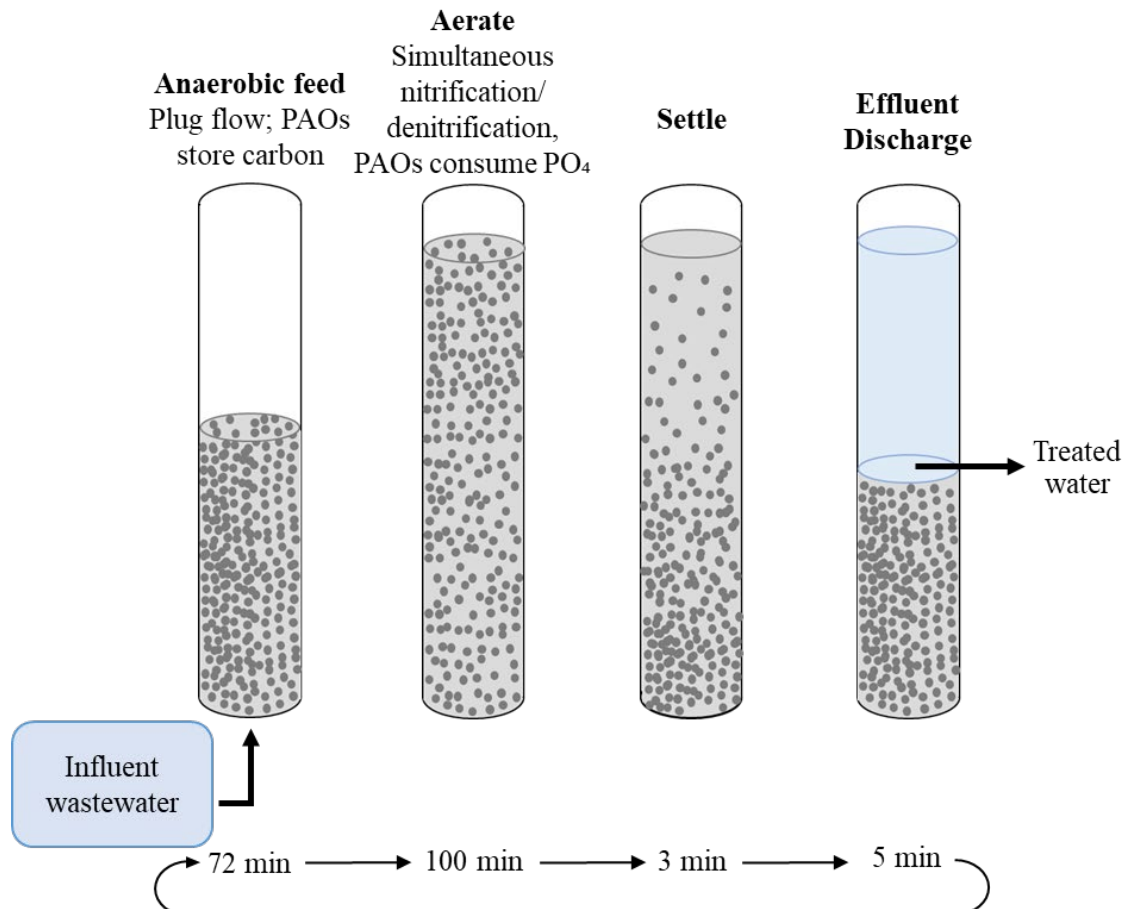 Anaerobic feed
Plug flow; PAOs
store carbon
Aerate
Simultaneous
nitrification/
denitrification,
PAOs consume PO₄
Settle
Effluent
Discharge
Treated
water
Influent
wastewater
72 min
100 min
3 min
5 min